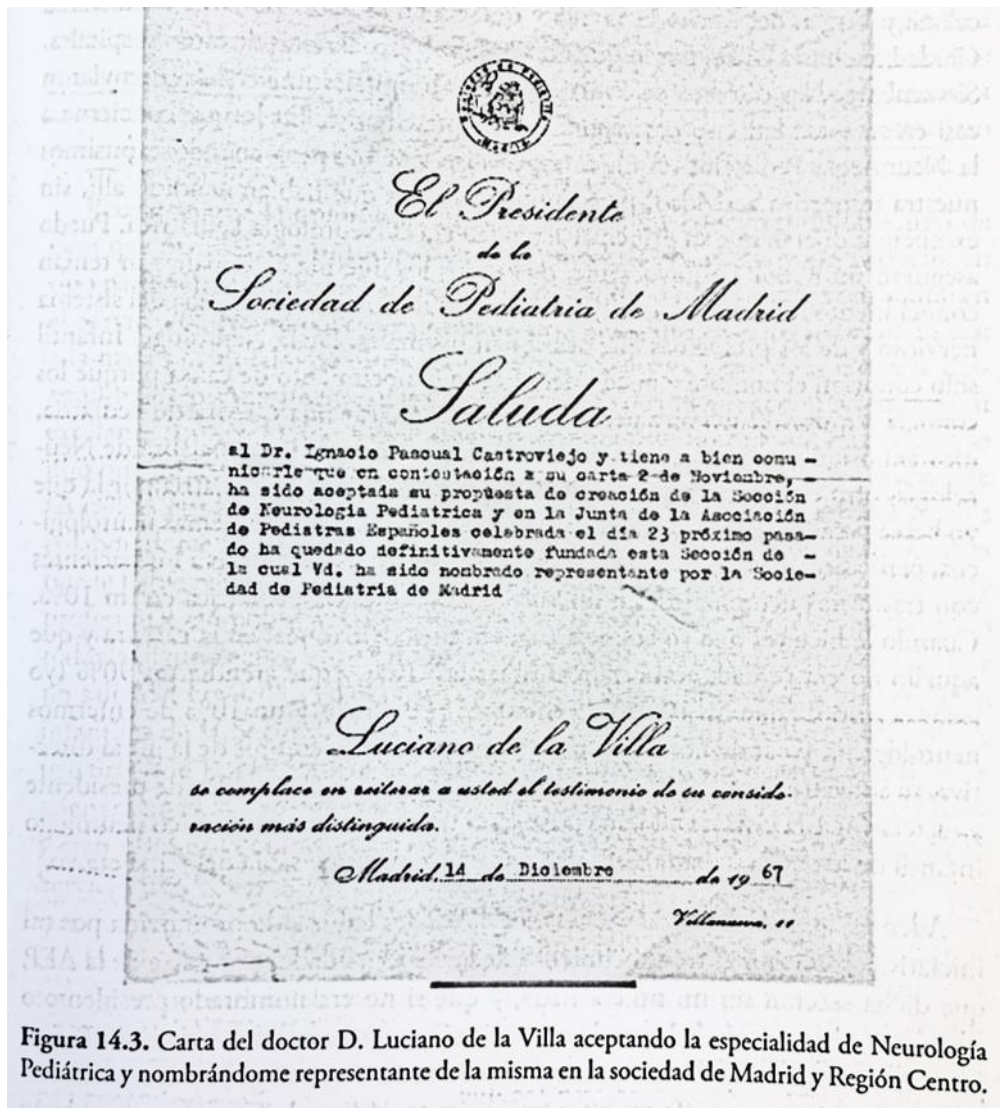 El Presidente
de la
Sociedad de Pediatria de Madrid
Saluda
al Dr. Ignacio Pascual Castroviejo y tiene a bien comu -
nicarle que en contestación a su carta 2 de Noviembre, -
ha sido aceptada su propuesta de creación de la Sección
de Neurologia Pediatrica y en la Junta de la Asociación
de Pediatras Españoles celebrada el día 23 próximo pasa-
do ha quedado definitivamente fundada esta Sección de -
la cual Vd. ha sido nombrado representante por la Socie-
dad de Pediatria de Madrid
Luciano de la Villa
se complace en reiterar a usted el testimonio de su conside-
ración más distinguida.
Madrid, 14 de Diciembre de 19 67
Villanueva, 11
Figura 14.3. Carta del doctor D. Luciano de la Villa aceptando la especialidad de Neurología
Pediátrica y nombrándome representante de la misma en la sociedad de Madrid y Región Centro.